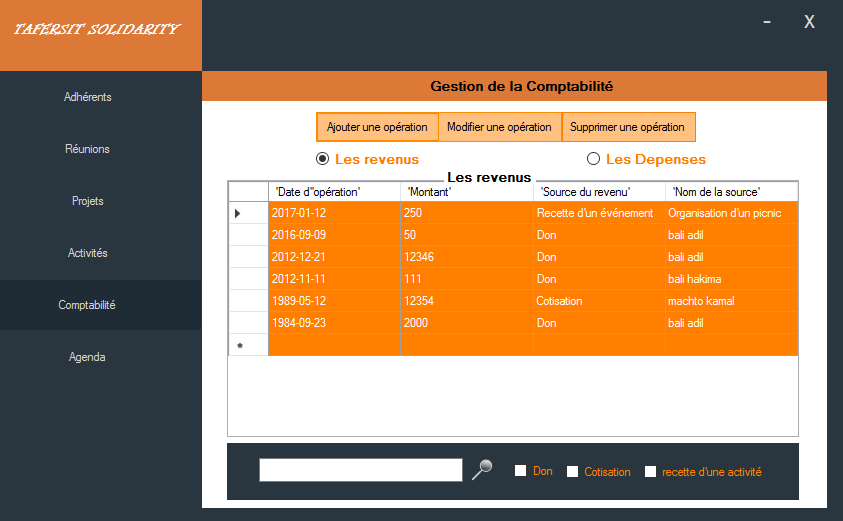 TAFERSIT SOLIDARITY
- X
Adhérents
Réunions
Projets
Activités
Comptabilité
Agenda
Gestion de la Comptabilité
Ajouter une opération Modifier une opération Supprimer une opération
Les revenus Les Depenses
Les revenus
'Date d''opération' 'Montant' 'Source du revenu' 'Nom de la source'
2017-01-12 250 Recette d'un événement Organisation d'un picnic
2016-09-09 50 Don bali adil
2012-12-21 12346 Don bali adil
2012-11-11 111 Don bali hakima
1989-05-12 12354 Cotisation machto kamal
1984-09-23 2000 Don bali adil
*
Don Cotisation recette d'une activité